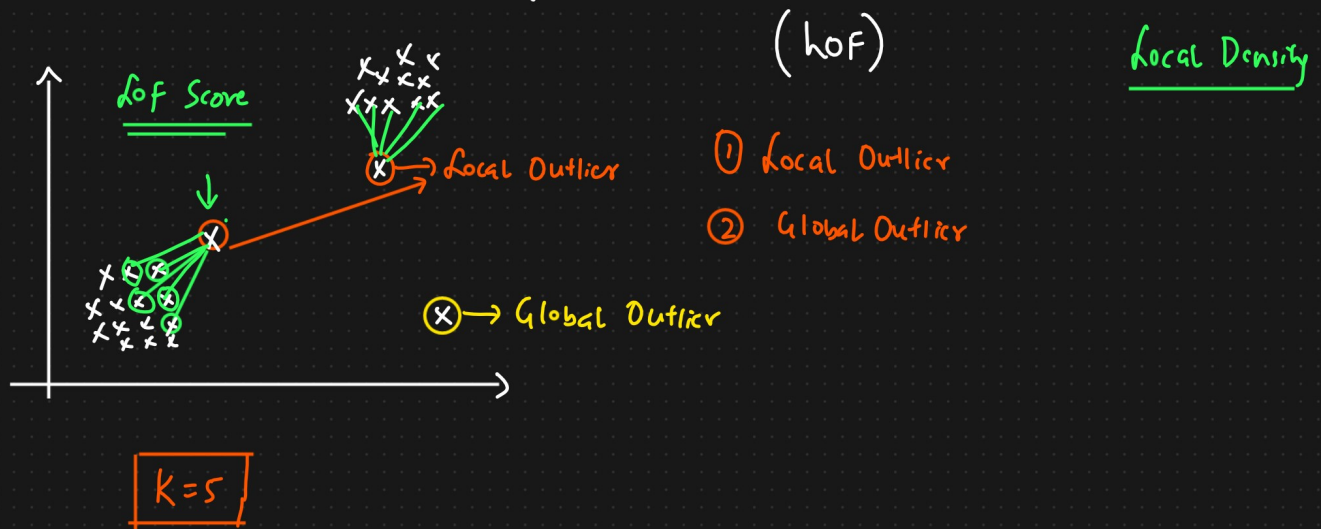 (LOF)
Local Density
LOF Score
→ Local Outlier
① Local Outlier
② Global Outlier
→ Global Outlier
K=5